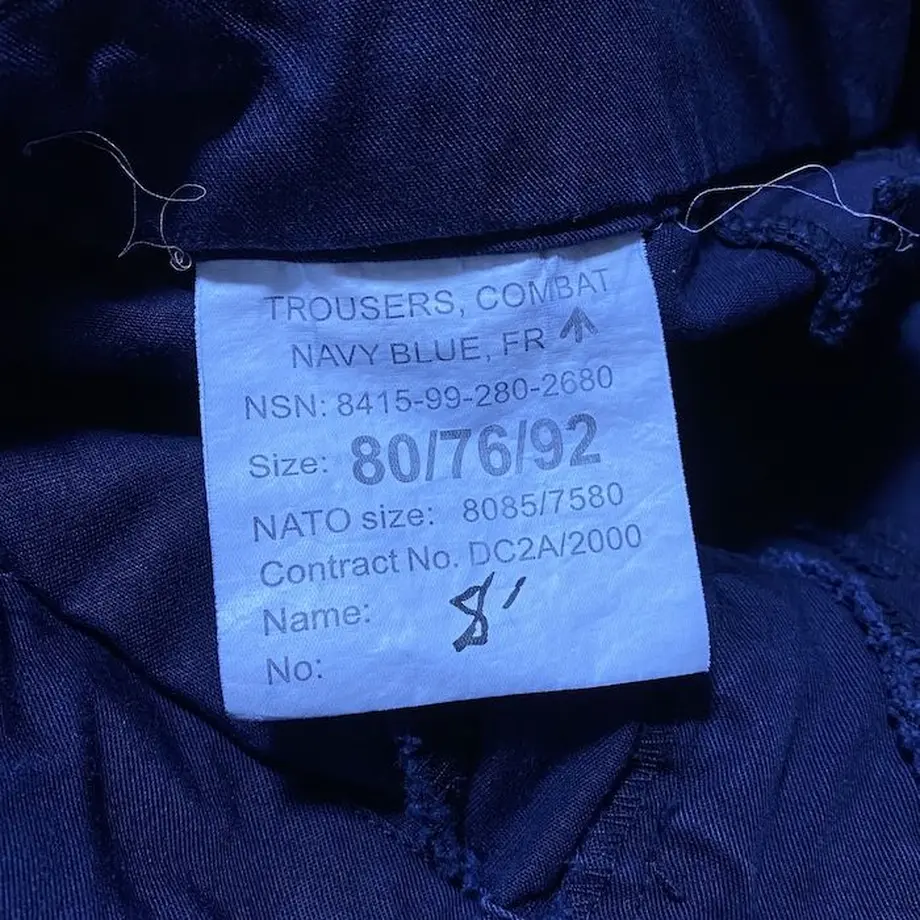 TROUSERS, COMBAT
NAVY BLUE, FR
NSN: 8415-99-280-2680
Size: 80/76/92
NATO size: 8085/7580
Contract No. DC2A/2000
Name: 8'
No: